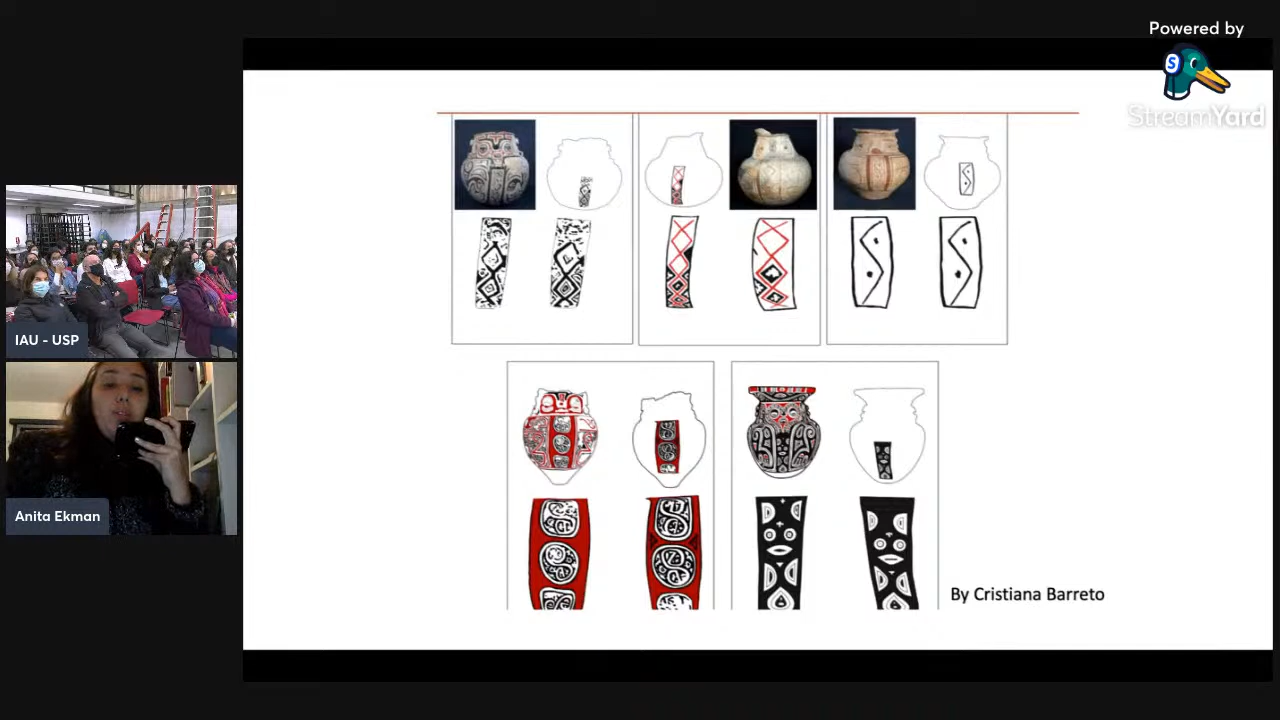 Powered by
StreamYard
IAU - USP
Anita Ekman
By Cristiana Barreto